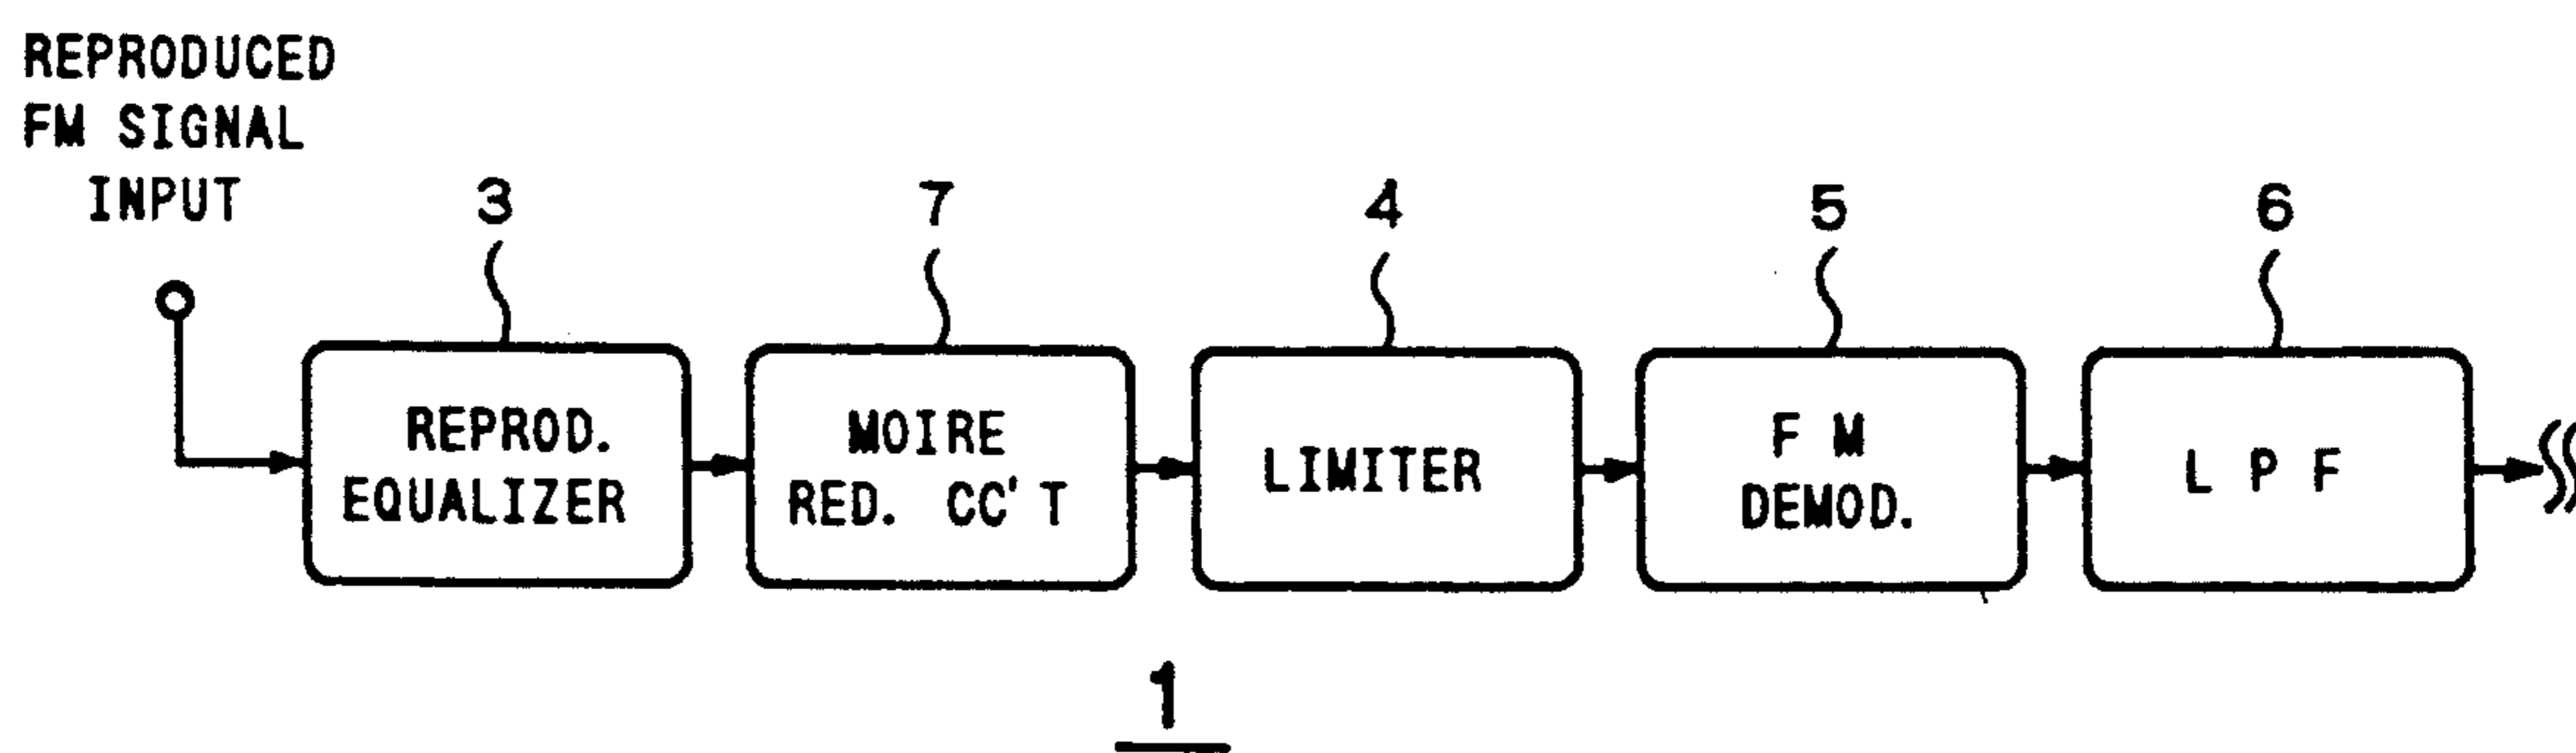 REPRODUCED
FM SIGNAL
INPUT
3
7
4
5
6
REPROD.
EQUALIZER
MOIRE
RED. CC'T
LIMITER
F M
DEMOD.
L P F
1